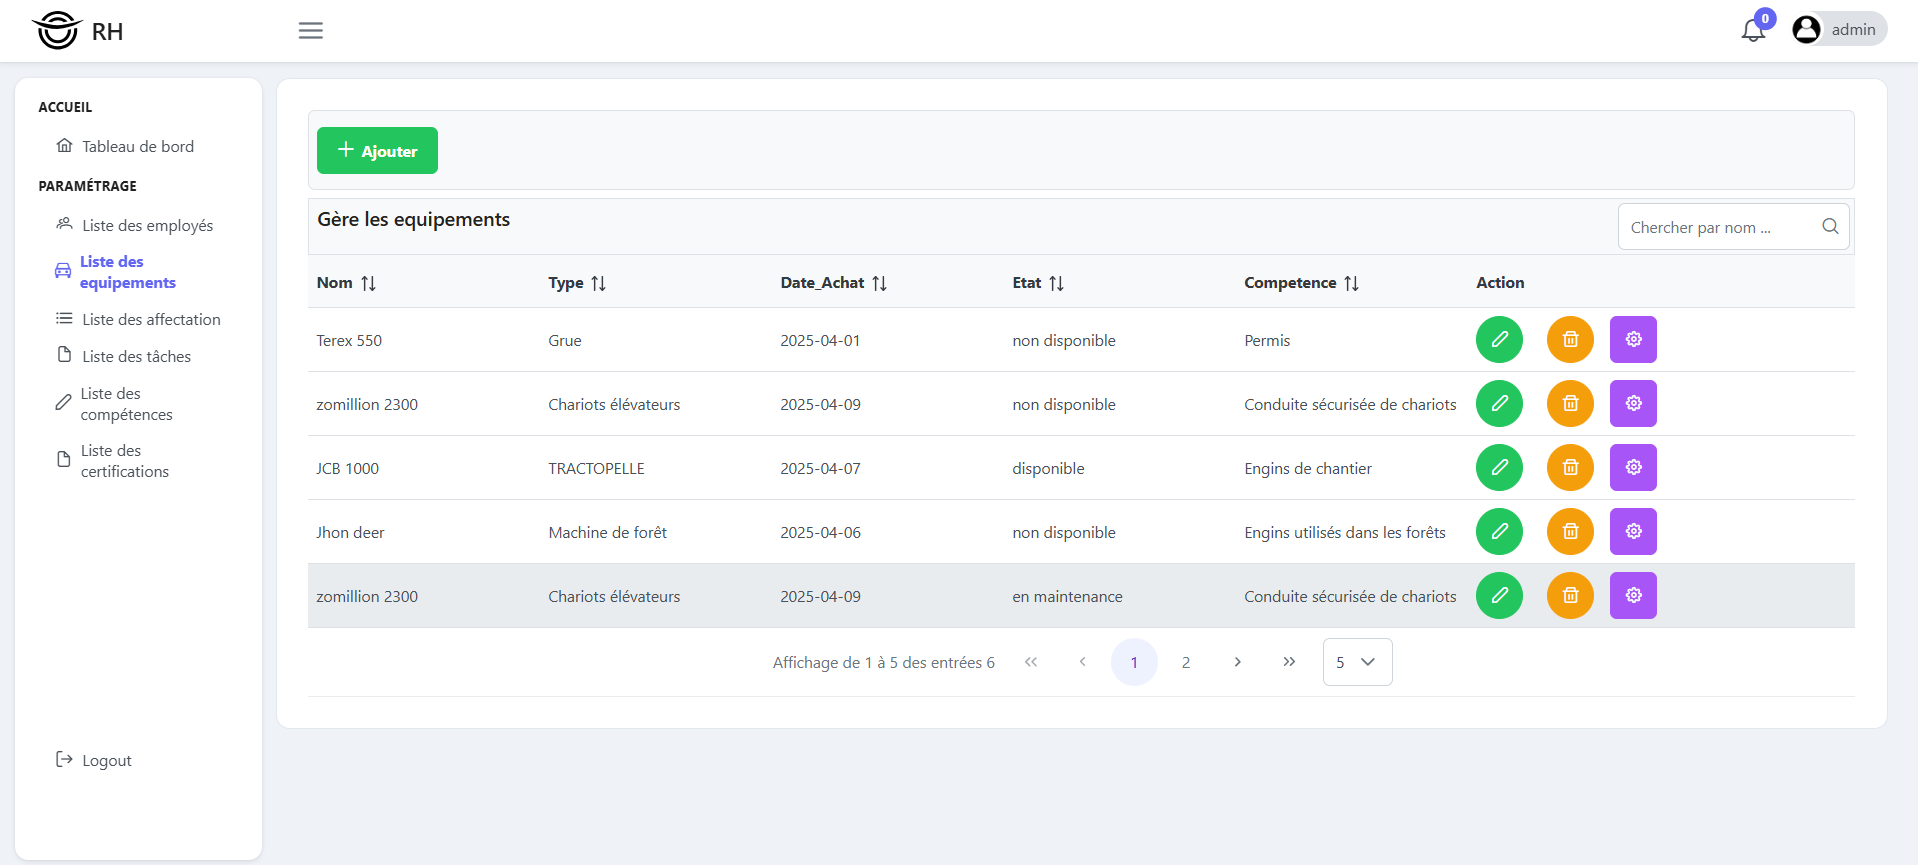 RH
0
admin
ACCUEIL
Tableau de bord
PARAMÉTRAGE
Liste des employés
Liste des
equipements
Liste des affectation
Liste des tâches
Liste des
compétences
Liste des
certifications
Logout
Ajouter
Gère les equipements
Chercher par nom ...
Nom Type Date_Achat Etat Competence Action
Terex 550 Grue 2025-04-01 non disponible Permis
zomillion 2300 Chariots élévateurs 2025-04-09 non disponible Conduite sécurisée de chariots
JCB 1000 TRACTOPELLE 2025-04-07 disponible Engins de chantier
Jhon deer Machine de forêt 2025-04-06 non disponible Engins utilisés dans les forêts
zomillion 2300 Chariots élévateurs 2025-04-09 en maintenance Conduite sécurisée de chariots
Affichage de 1 à 5 des entrées 6 1 2 5